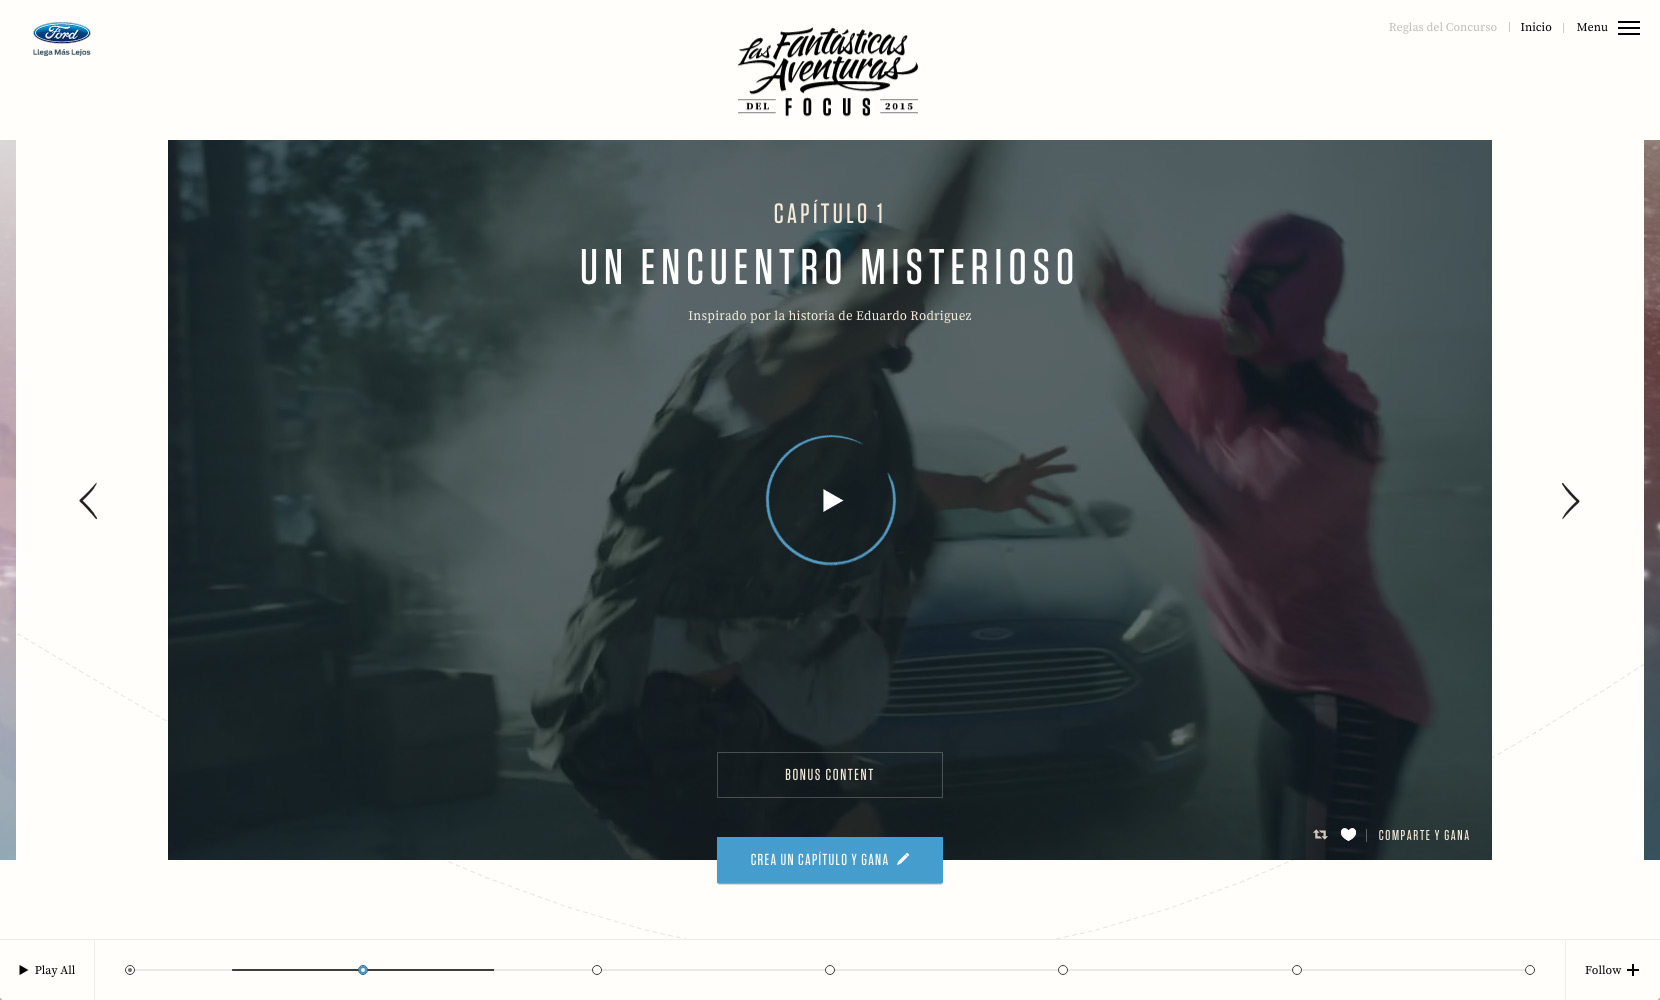 Ford
Llega Más Lejos
Reglas del Concurso
Inicio
Menu
Las Fantásticas
Aventuras
DEL FOCUS 2015
CAPÍTULO 1
UN ENCUENTRO MISTERIOSO
Inspirado por la historia de Eduardo Rodriguez
BONUS CONTENT
COMPARTE Y GANA
CREA UN CAPÍTULO Y GANA
Play All
Follow